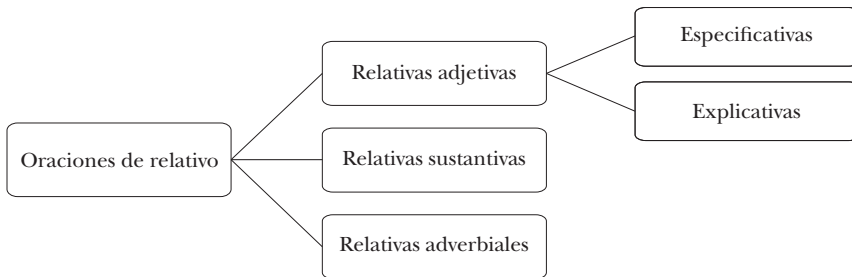 Oraciones de relativo
Relativas adjetivas
Especificativas
Explicativas
Relativas sustantivas
Relativas adverbiales